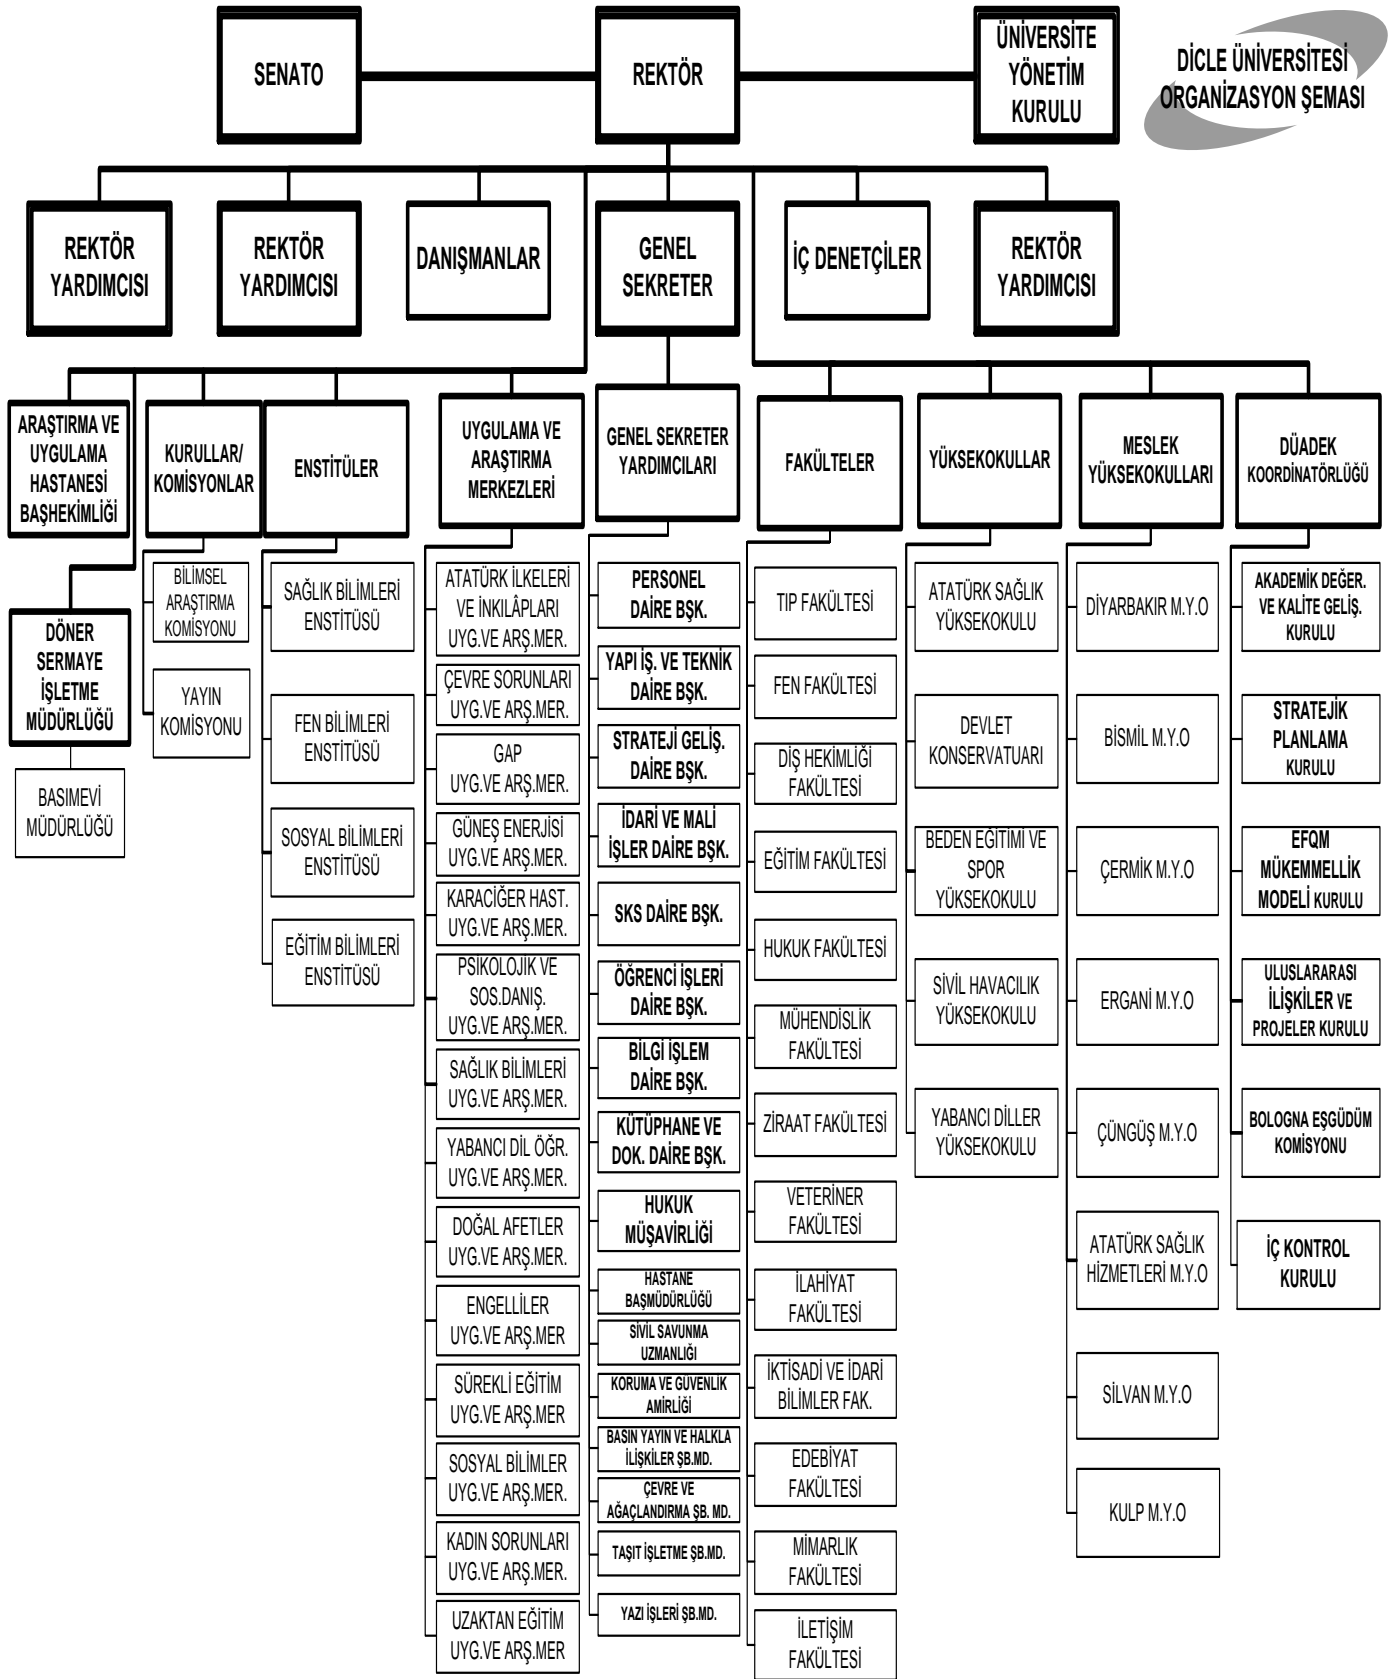 SENATO
REKTÖR
ÜNİVERSİTE
YÖNETİM
KURULU
DİCLE ÜNİVERSİTESİ
ORGANİZASYON ŞEMASI
REKTÖR
YARDIMCISI
REKTÖR
YARDIMCISI
DANIŞMANLAR
GENEL
SEKRETER
İÇ DENETÇİLER
REKTÖR
YARDIMCISI
ARAŞTIRMA VE
UYGULAMA
HASTANESİ
BAŞHEKİMLİĞİ
KURULLAR/
KOMİSYONLAR
ENSTİTÜLER
UYGULAMA VE
ARAŞTIRMA
MERKEZLERİ
GENEL SEKRETER
YARDIMCILARI
FAKÜLTELER
YÜKSEKOKULLAR
MESLEK
YÜKSEKOKULLARI
DÜADEK
KOORDİNATÖRLÜĞÜ
DÖNER
SERMAYE
İŞLETME
MÜDÜRLÜĞÜ
BASIMEVİ
MÜDÜRLÜĞÜ
BİLİMSEL
ARAŞTIRMA
KOMİSYONU
YAYIN
KOMİSYONU
SAĞLIK BİLİMLERİ
ENSTİTÜSÜ
FEN BİLİMLERİ
ENSTİTÜSÜ
SOSYAL BİLİMLERİ
ENSTİTÜSÜ
EĞİTİM BİLİMLERİ
ENSTİTÜSÜ
ATATÜRK İLKELERİ
VE İNKILÂPLARI
UYG.VE ARŞ.MER.
ÇEVRE SORUNLARI
UYG.VE ARŞ.MER.
GAP
UYG.VE ARŞ.MER.
GÜNEŞ ENERJİSİ
UYG.VE ARŞ.MER.
KARACİĞER HAST.
UYG.VE ARŞ.MER.
PSIKOLOJIK VE
SOS.DANIŞ.
UYG.VE ARŞ.MER.
SAĞLIK BİLİMLERİ
UYG.VE ARŞ.MER.
YABANCI DİL ÖĞR.
UYG.VE ARŞ.MER.
DOĞAL AFETLER
UYG.VE ARŞ.MER.
ENGELLİLER
UYG.VE ARŞ.MER
SÜREKLİ EĞİTİM
UYG.VE ARŞ.MER
SOSYAL BİLİMLER
UYG.VE ARŞ.MER.
KADIN SORUNLARI
UYG.VE ARŞ.MER.
UZAKTAN EĞİTİM
UYG.VE ARŞ.MER
PERSONEL
DAİRE BŞK.
YAPI İŞ. VE TEKNİK
DAİRE BŞK.
STRATEJİ GELİŞ.
DAİRE BŞK.
İDARİ VE MALİ
İŞLER DAİRE BŞK.
SKS DAİRE BŞK.
ÖĞRENCİ İŞLERİ
DAİRE BŞK.
BİLGİ İŞLEM
DAİRE BŞK.
KÜTÜPHANE VE
DOK. DAİRE BŞK.
HUKUK
MÜŞAVİRLİĞİ
HASTANE
BAŞMÜDÜRLÜĞÜ
SİVİL SAVUNMA
UZMANLIĞI
KORUMA VE GÜVENLİK
AMİRLİĞİ
BASIN YAYIN VE HALKLA
İLİŞKİLER ŞB.MD.
ÇEVRE VE
AĞAÇLANDIRMA ŞB. MD.
TAŞIT İŞLETME ŞB.MD.
YAZI İŞLERİ ŞB.MD.
TIP FAKÜLTESİ
FEN FAKÜLTESİ
DİŞ HEKİMLİĞİ
FAKÜLTESİ
EĞİTİM FAKÜLTESİ
HUKUK FAKÜLTESİ
MÜHENDİSLİK
FAKÜLTESİ
ZİRAAT FAKÜLTESİ
VETERİNER
FAKÜLTESİ
İLAHİYAT
FAKÜLTESİ
İKTİSADİ VE İDARİ
BİLİMLER FAK.
EDEBİYAT
FAKÜLTESİ
MİMARLIK
FAKÜLTESİ
İLETİŞİM
FAKÜLTESİ
ATATÜRK SAĞLIK
YÜKSEKOKULU
DEVLET
KONSERVATUARI
BEDEN EĞİTİMİ VE
SPOR
YÜKSEKOKULU
SİVİL HAVACILIK
YÜKSEKOKULU
YABANCI DİLLER
YÜKSEKOKULU
DİYARBAKIR M.Y.O
BİSMİL M.Y.O
ÇERMİK M.Y.O
ERGANİ M.Y.O
ÇÜNGÜŞ M.Y.O
ATATÜRK SAĞLIK
HİZMETLERİ M.Y.O
SİLVAN M.Y.O
KULP M.Y.O
AKADEMİK DEĞER.
VE KALİTE GELİŞ.
KURULU
STRATEJİK
PLANLAMA
KURULU
EFQM
MÜKEMMELLİK
MODELİ KURULU
ULUSLARARASI
İLİŞKİLER VE
PROJELER KURULU
BOLOGNA EŞGÜDÜM
KOMİSYONU
İÇ KONTROL
KURULU